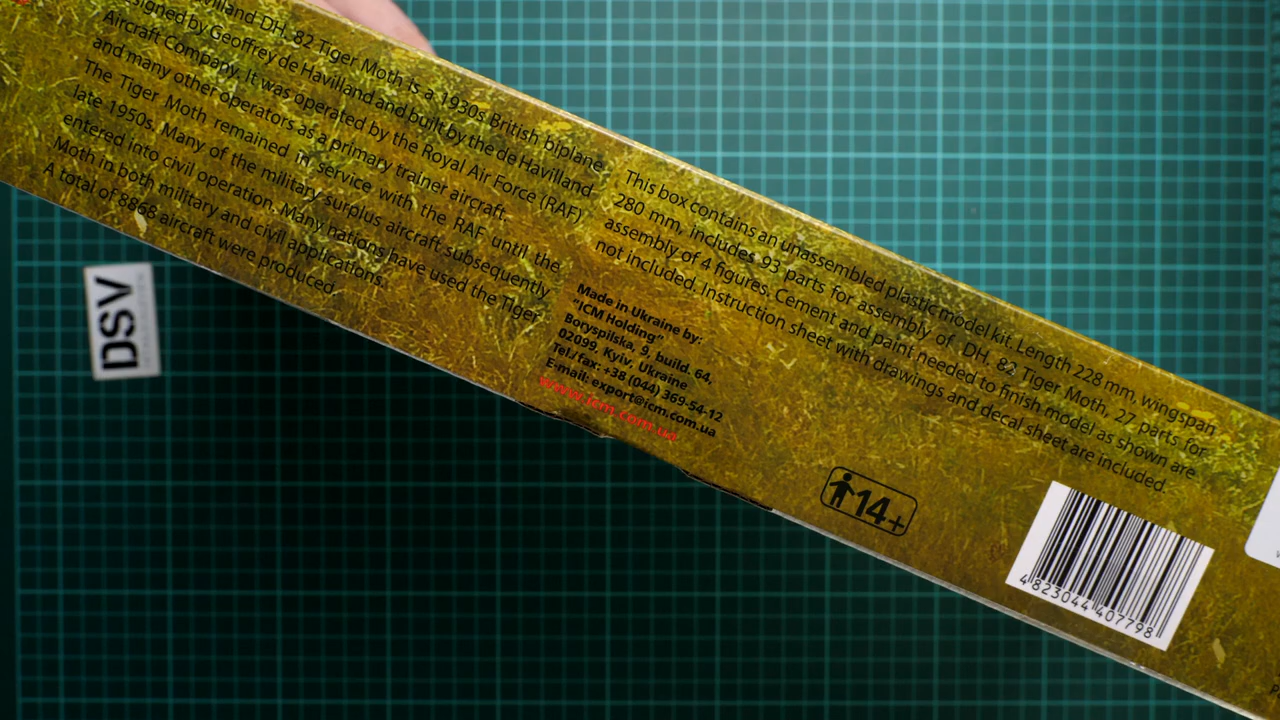 villand DH. 82 Tiger Moth is a 1930s British biplane
signed by Geoffrey de Havilland and built by the de Havilland
Aircraft Company. It was operated by the Royal Air Force (RAF)
and many other operators as a primary trainer aircraft.
The Tiger Moth remained in service with the RAF until the
late 1950s. Many of the military surplus aircraft subsequently
entered into civil operation. Many nations have used the Tiger
Moth in both military and civil applications.
A total of 8868 aircraft were produced.
This box contains an unassembled plastic model kit. Length 228 mm, wingspan
280 mm, includes 93 parts for assembly of DH. 82 Tiger Moth, 27 parts for
assembly of 4 figures. Cement and paint needed to finish model as shown are
not included. Instruction sheet with drawings and decal sheet are included.
Made in Ukraine by:
"ICM Holding"
Boryspilska, 9, build. 64,
02099, Kyiv, Ukraine
Tel./fax: +38 (044) 369-54-12
E-mail: export@icm.com.ua
www.icm.com.ua
14+
4 823044 407798
DSV